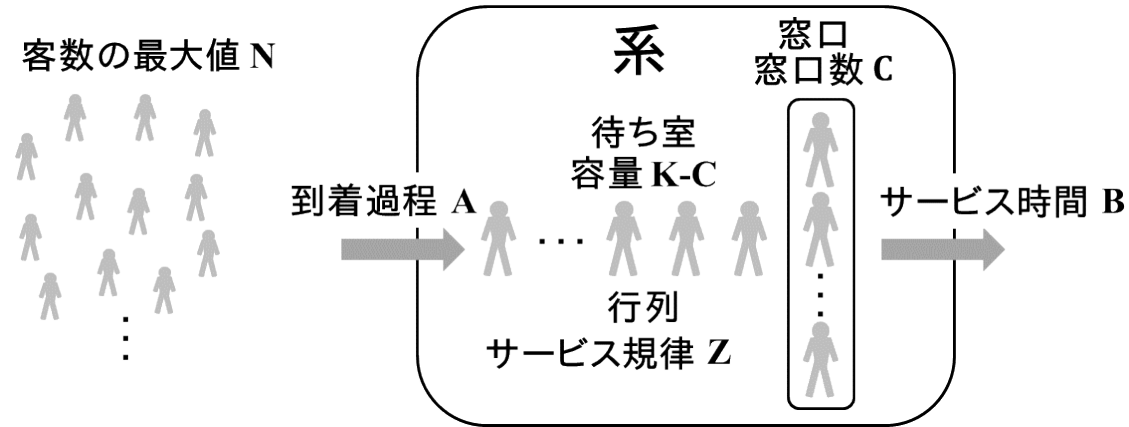 客数の最大値 N
系
窓口
窓口数 C
待ち室
容量 K-C
到着過程 A
サービス時間 B
行列
サービス規律 Z